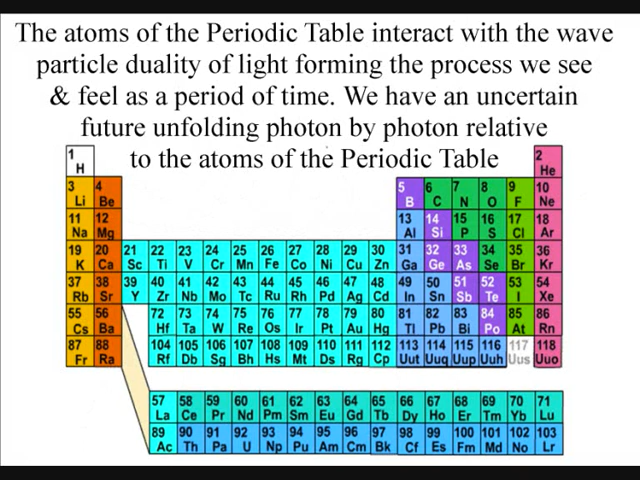 The atoms of the Periodic Table interact with the wave
particle duality of light forming the process we see
& feel as a period of time. We have an uncertain
future unfolding photon by photon relative
to the atoms of the Periodic Table
1 2
H He
3 4 5 6 7 8 9 10
Li Be B C N O F Ne
11 12 13 14 15 16 17 18
Na Mg Al Si P S Cl Ar
19 20 21 22 23 24 25 26 27 28 29 30 31 32 33 34 35 36
K Ca Sc Ti V Cr Mn Fe Co Ni Cu Zn Ga Ge As Se Br Kr
37 38 39 40 41 42 43 44 45 46 47 48 49 50 51 52 53 54
Rb Sr Y Zr Nb Mo Tc Ru Rh Pd Ag Cd In Sn Sb Te I Xe
55 56 72 73 74 75 76 77 78 79 80 81 82 83 84 85 86
Cs Ba Hf Ta W Re Os Ir Pt Au Hg Tl Pb Bi Po At Rn
87 88 104 105 106 107 108 109 110 111 112 113 114 115 116 117 118
Fr Ra Rf Db Sg Bh Hs Mt Ds Rg Cp Uut Uuq Uup Uuh Uus Uuo
57 58 59 60 61 62 63 64 65 66 67 68 69 70 71
La Ce Pr Nd Pm Sm Eu Gd Tb Dy Ho Er Tm Yb Lu
89 90 91 92 93 94 95 96 97 98 99 100 101 102 103
Ac Th Pa U Np Pu Am Cm Bk Cf Es Fm Md No Lr